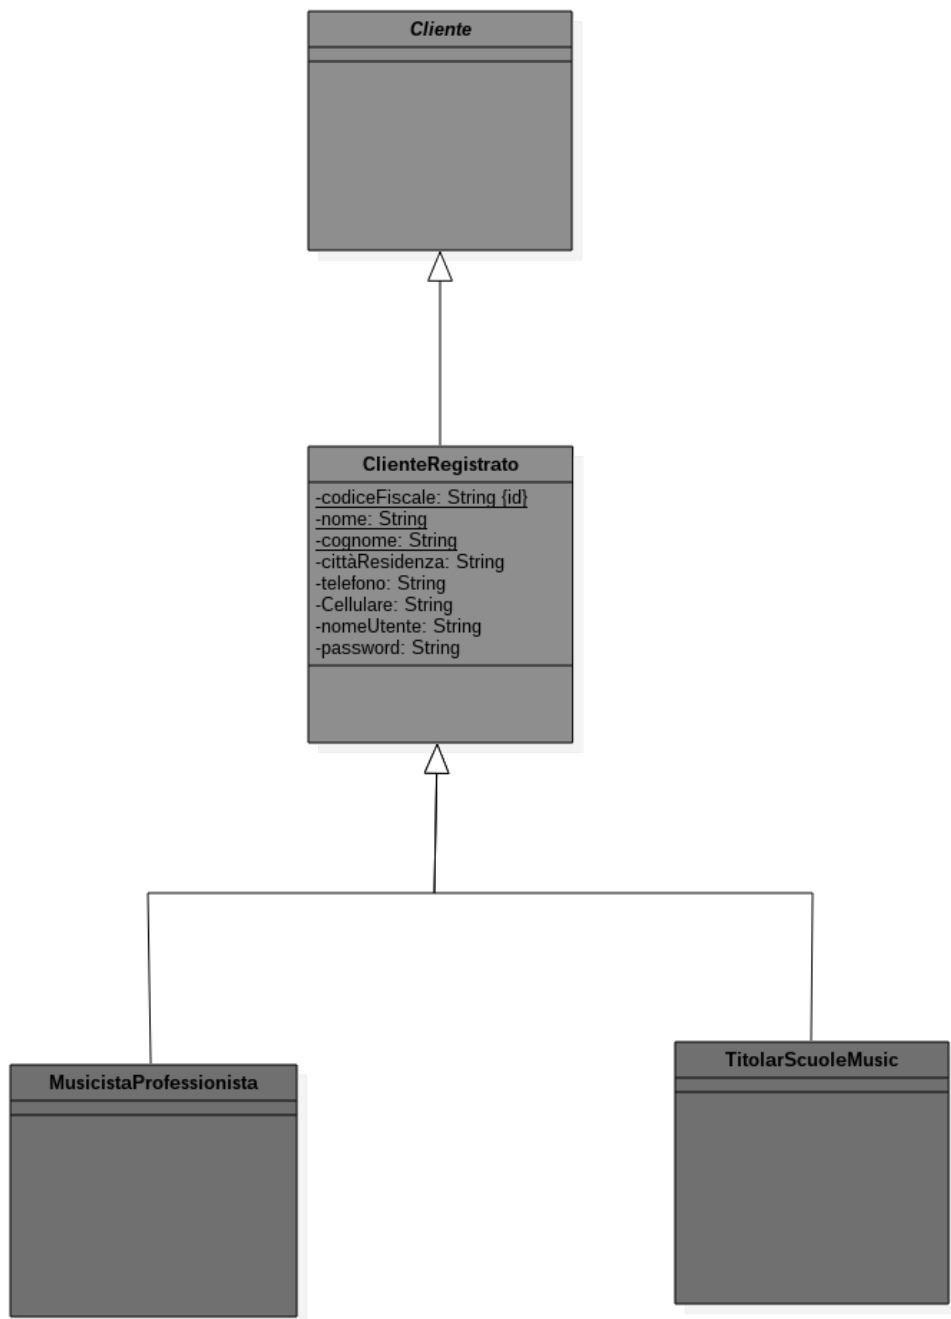 Cliente
ClienteRegistrato
-codiceFiscale: String {id}
-nome: String
-cognome: String
-cittàResidenza: String
-telefono: String
-Cellulare: String
-nomeUtente: String
-password: String
MusicistaProfessionista
TitolarScuoleMusic